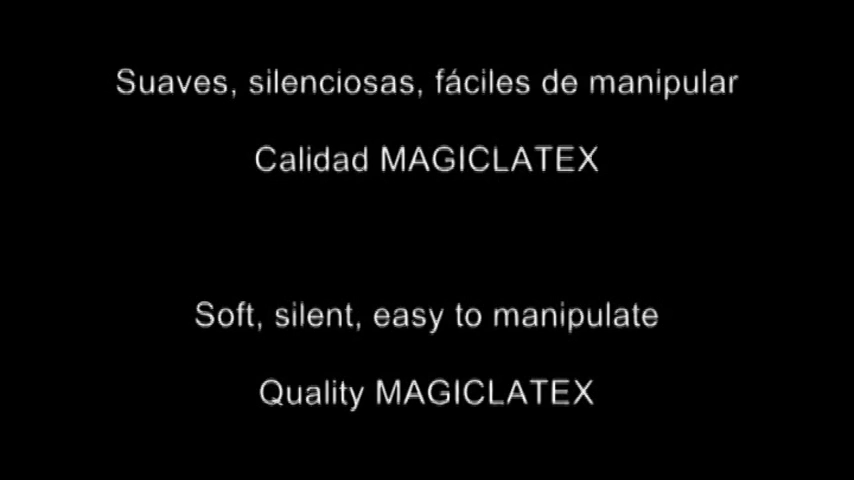 Suaves, silenciosas, fáciles de manipular
Calidad MAGICLATEX
Soft, silent, easy to manipulate
Quality MAGICLATEX